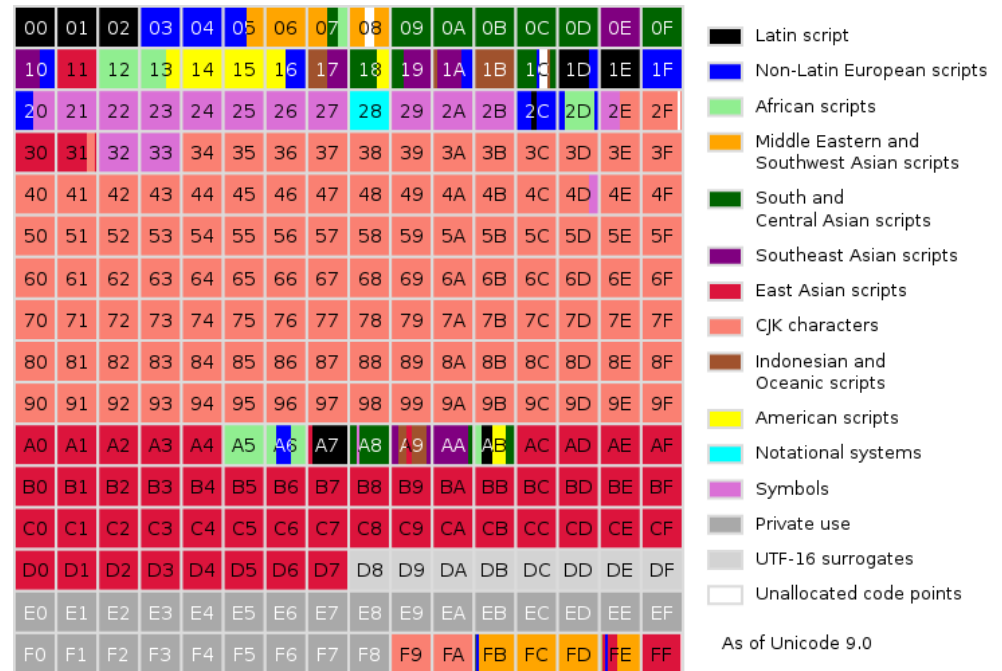 00 01 02 03 04 05 06 07 08 09 0A 0B 0C 0D 0E 0F
10 11 12 13 14 15 16 17 18 19 1A 1B 1C 1D 1E 1F
20 21 22 23 24 25 26 27 28 29 2A 2B 2C 2D 2E 2F
30 31 32 33 34 35 36 37 38 39 3A 3B 3C 3D 3E 3F
40 41 42 43 44 45 46 47 48 49 4A 4B 4C 4D 4E 4F
50 51 52 53 54 55 56 57 58 59 5A 5B 5C 5D 5E 5F
60 61 62 63 64 65 66 67 68 69 6A 6B 6C 6D 6E 6F
70 71 72 73 74 75 76 77 78 79 7A 7B 7C 7D 7E 7F
80 81 82 83 84 85 86 87 88 89 8A 8B 8C 8D 8E 8F
90 91 92 93 94 95 96 97 98 99 9A 9B 9C 9D 9E 9F
A0 A1 A2 A3 A4 A5 A6 A7 A8 A9 AA AB AC AD AE AF
B0 B1 B2 B3 B4 B5 B6 B7 B8 B9 BA BB BC BD BE BF
C0 C1 C2 C3 C4 C5 C6 C7 C8 C9 CA CB CC CD CE CF
D0 D1 D2 D3 D4 D5 D6 D7 D8 D9 DA DB DC DD DE DF
E0 E1 E2 E3 E4 E5 E6 E7 E8 E9 EA EB EC ED EE EF
F0 F1 F2 F3 F4 F5 F6 F7 F8 F9 FA FB FC FD FE FF
Latin script
Non-Latin European scripts
African scripts
Middle Eastern and
Southwest Asian scripts
South and
Central Asian scripts
Southeast Asian scripts
East Asian scripts
CJK characters
Indonesian and
Oceanic scripts
American scripts
Notational systems
Symbols
Private use
UTF-16 surrogates
Unallocated code points
As of Unicode 9.0